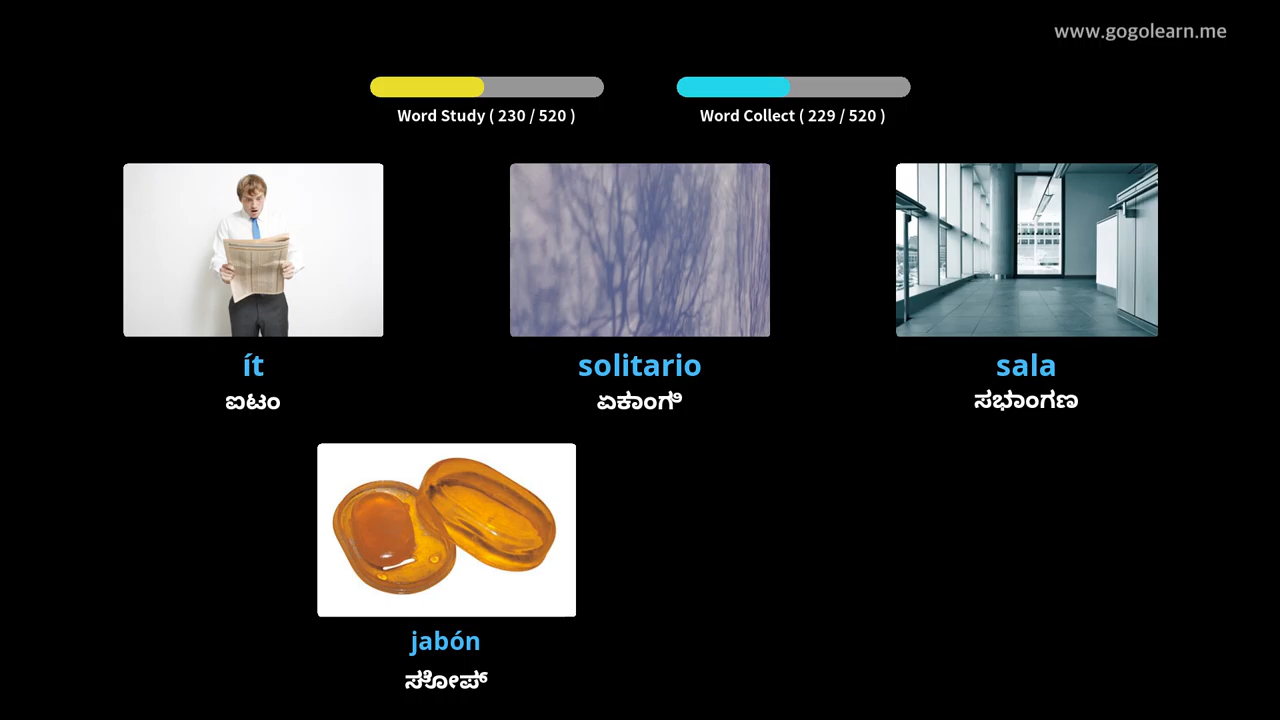 www.gogolearn.me
Word Study ( 230 / 520 )
Word Collect ( 229 / 520 )
ít
solitario
sala
ಐಟಂ
ಏಕಾಂಗಿ
ಸಭಾಂಗಣ
jabón
ಸೋಪ್